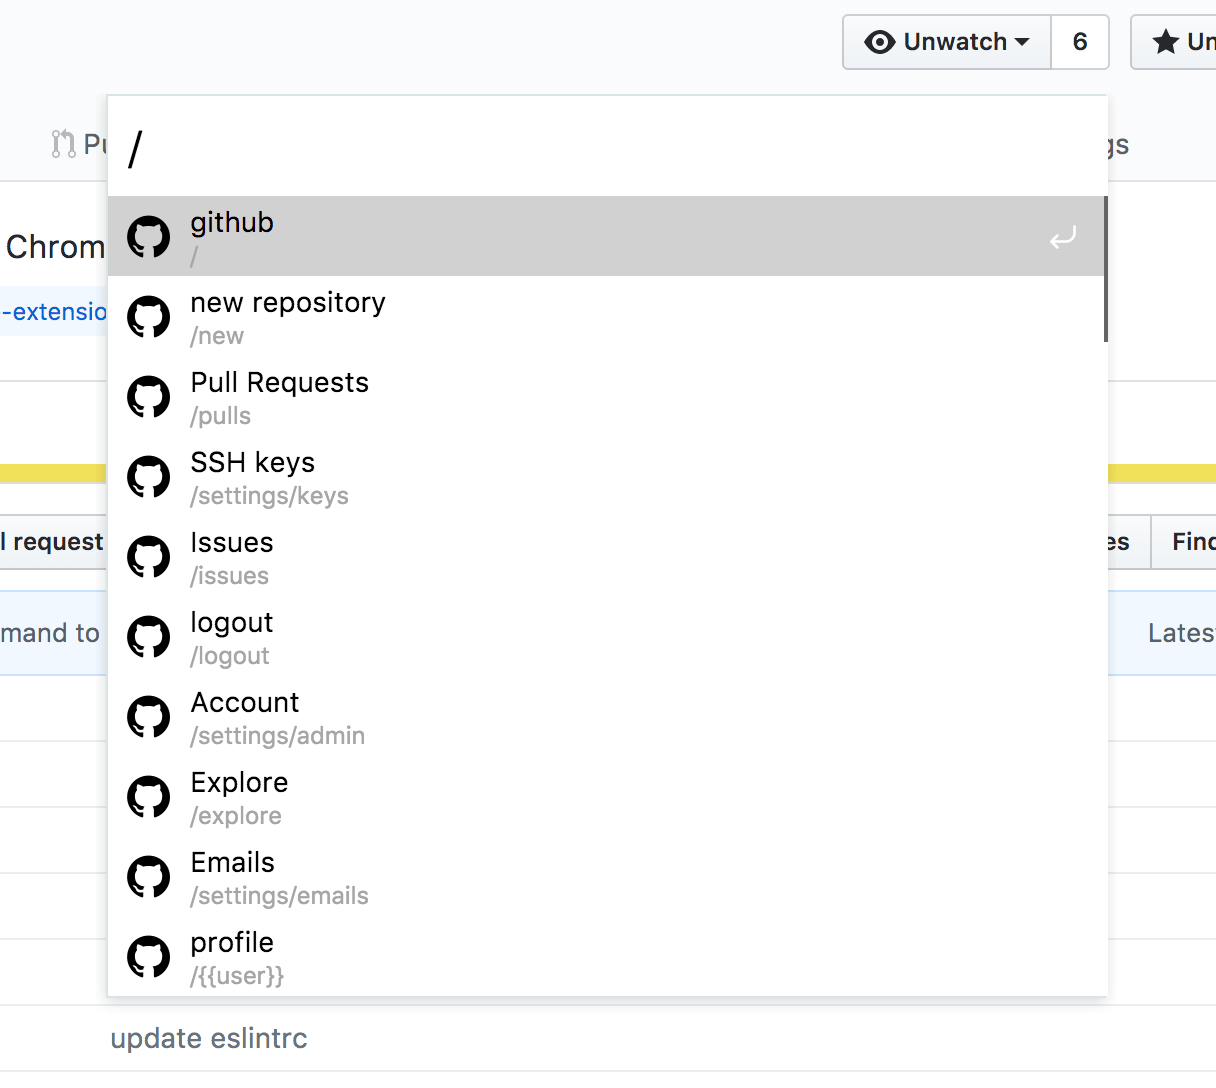 Unwatch 6 Un
Pu
gs
/
github
/
Chrom
new repository
-extensio
/new
Pull Requests
/pulls
SSH keys
/settings/keys
Issues
l request
es
Find
/issues
logout
mand to
Lates
/logout
Account
/settings/admin
Explore
/explore
Emails
/settings/emails
profile
/{{user}}
update eslintrc